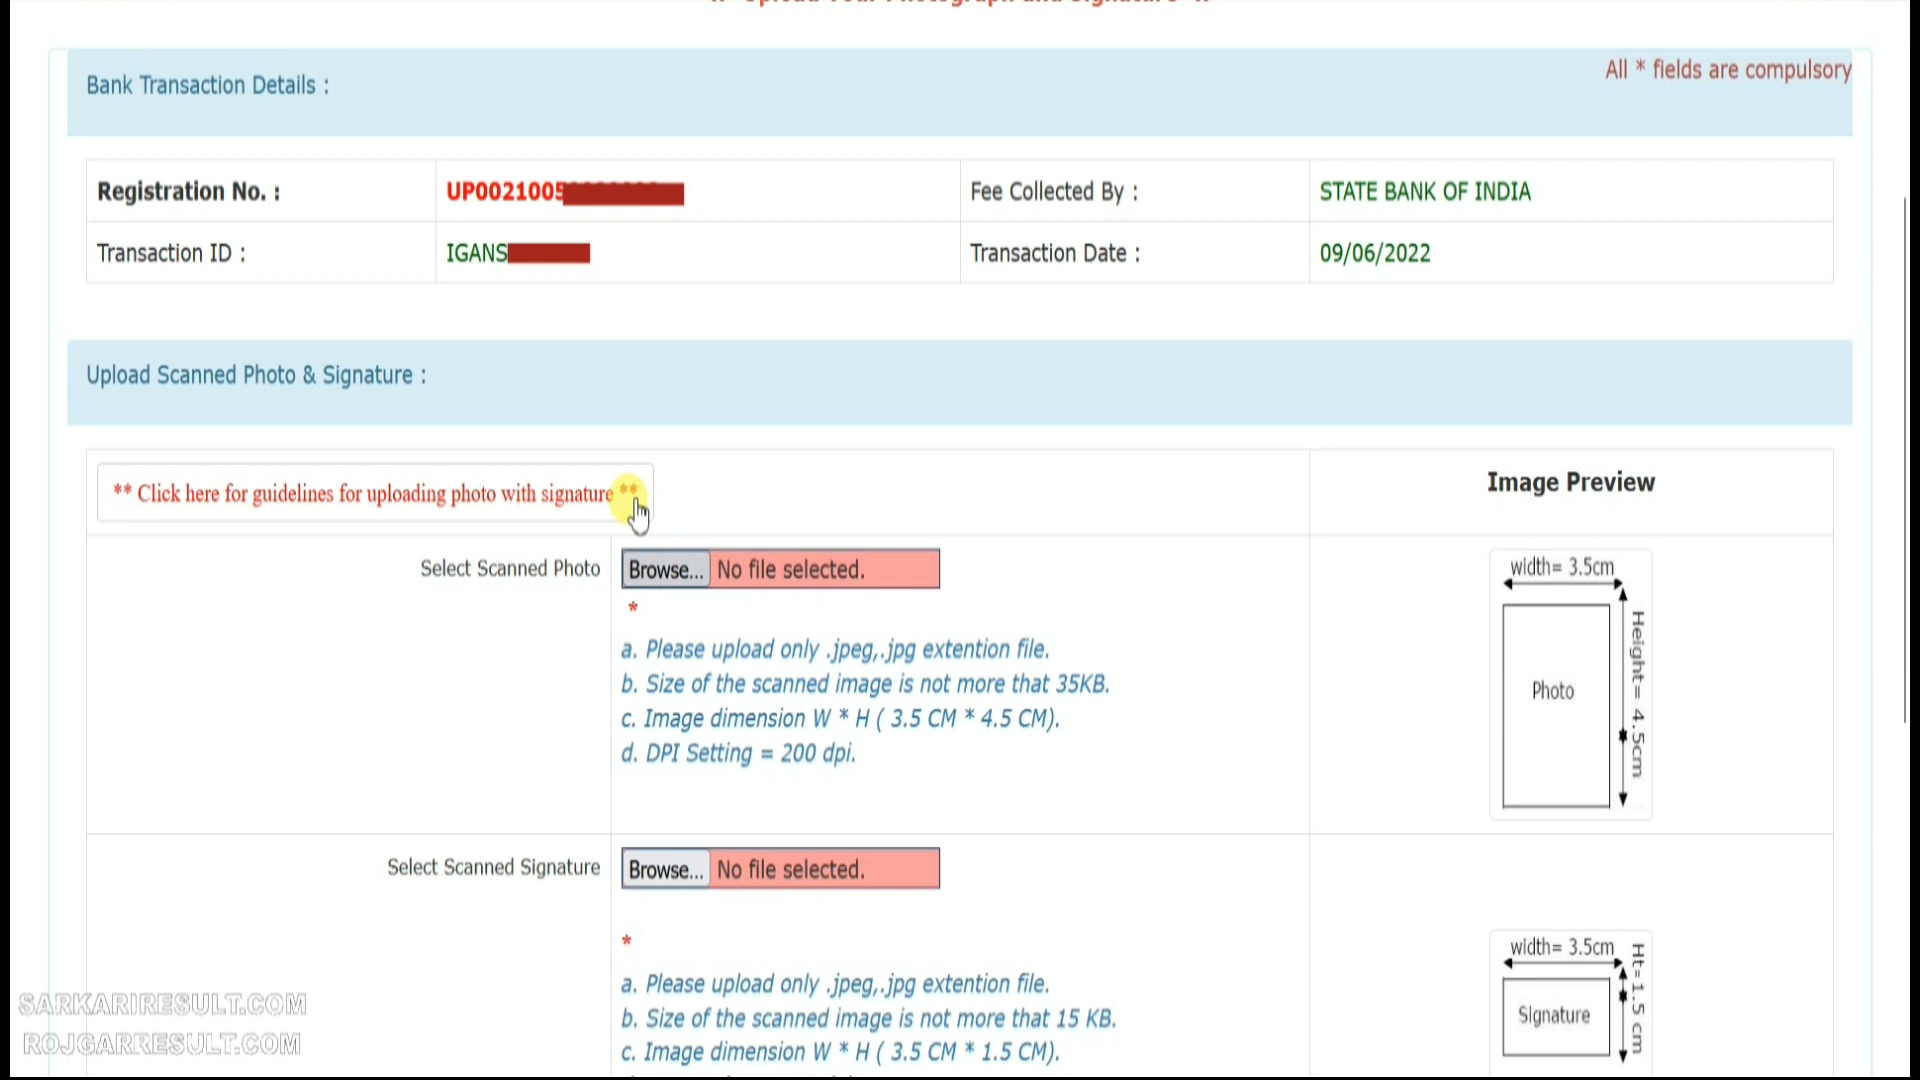 ** Upload Your Photograph and Signature **
All * fields are compulsory
Bank Transaction Details :
Registration No. : UP0021005 Fee Collected By : STATE BANK OF INDIA
Transaction ID : IGANS Transaction Date : 09/06/2022
Upload Scanned Photo & Signature :
** Click here for guidelines for uploading photo with signature **
Image Preview
Select Scanned Photo Browse... No file selected.
*
a. Please upload only .jpeg,.jpg extention file.
b. Size of the scanned image is not more that 35KB.
c. Image dimension W * H ( 3.5 CM * 4.5 CM).
d. DPI Setting = 200 dpi.
width= 3.5cm
Height= 4.5cm
Photo
Select Scanned Signature Browse... No file selected.
*
a. Please upload only .jpeg,.jpg extention file.
b. Size of the scanned image is not more that 15 KB.
c. Image dimension W * H ( 3.5 CM * 1.5 CM).
width= 3.5cm
Ht=1.5 cm
Signature
SARKARIRESULT.COM
ROJGARRESULT.COM